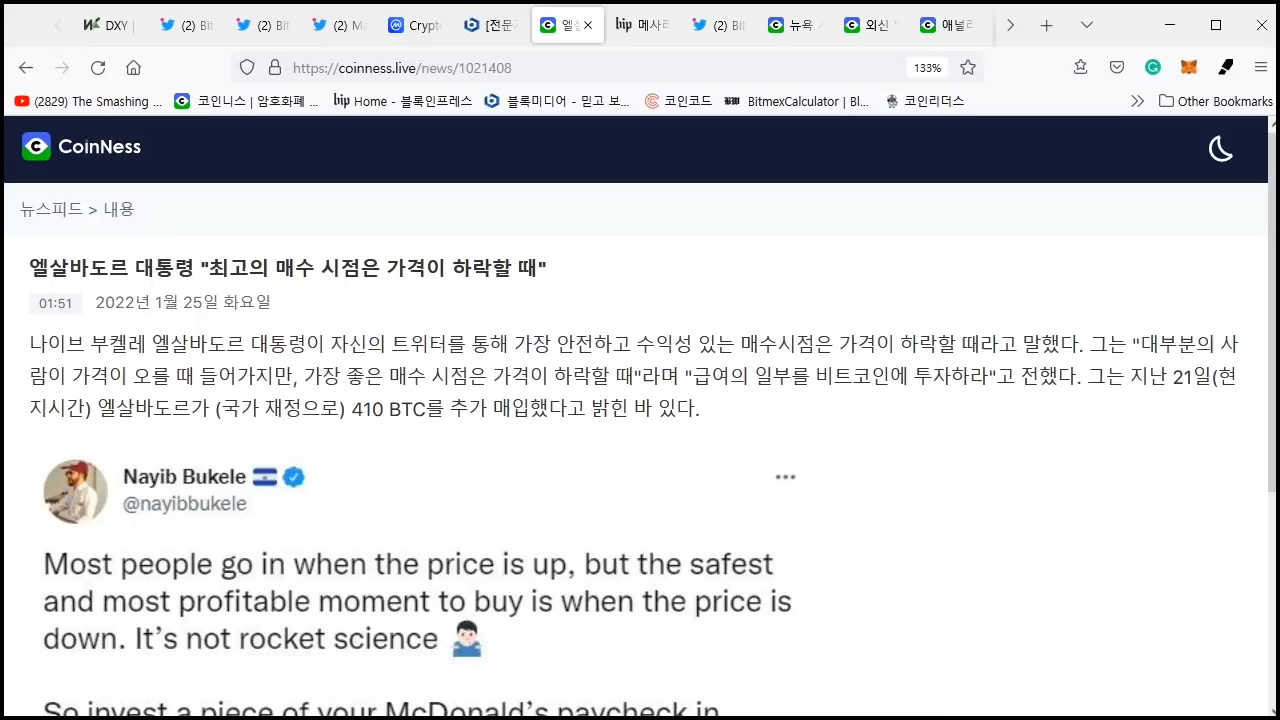 DXY
(2) Bit
(2) Bit
(2) M
Crypt
[전문
엘살
bip 메사리
(2) Bit
뉴욕
외신
애널리
https://coinness.live/news/1021408
133%
(2829) The Smashing ...
코인니스 | 암호화폐 ...
bip Home - 블록인프레스
블록미디어 - 믿고 보...
코인코드
BitmexCalculator | Bl...
코인리더스
Other Bookmarks
CoinNess
뉴스피드 > 내용
엘살바도르 대통령 "최고의 매수 시점은 가격이 하락할 때"
01:51 2022년 1월 25일 화요일
나이브 부켈레 엘살바도르 대통령이 자신의 트위터를 통해 가장 안전하고 수익성 있는 매수시점은 가격이 하락할 때라고 말했다. 그는 "대부분의 사
람이 가격이 오를 때 들어가지만, 가장 좋은 매수 시점은 가격이 하락할 때"라며 "급여의 일부를 비트코인에 투자하라"고 전했다. 그는 지난 21일(현
지시간) 엘살바도르가 (국가 재정으로) 410 BTC를 추가 매입했다고 밝힌 바 있다.
Nayib Bukele
@nayibbukele
Most people go in when the price is up, but the safest
and most profitable moment to buy is when the price is
down. It's not rocket science
So invest a piece of your McDonald's paycheck in